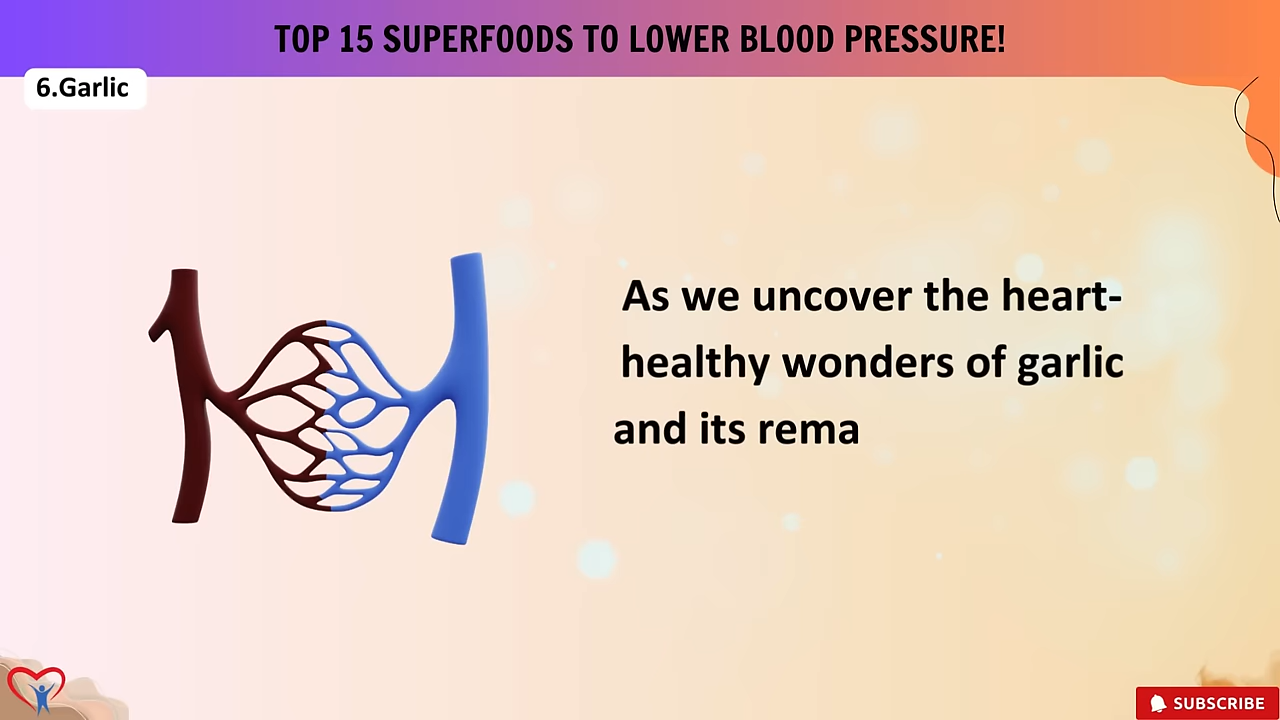 TOP 15 SUPERFOODS TO LOWER BLOOD PRESSURE!
6.Garlic
As we uncover the heart-
healthy wonders of garlic
and its rema
SUBSCRIBE